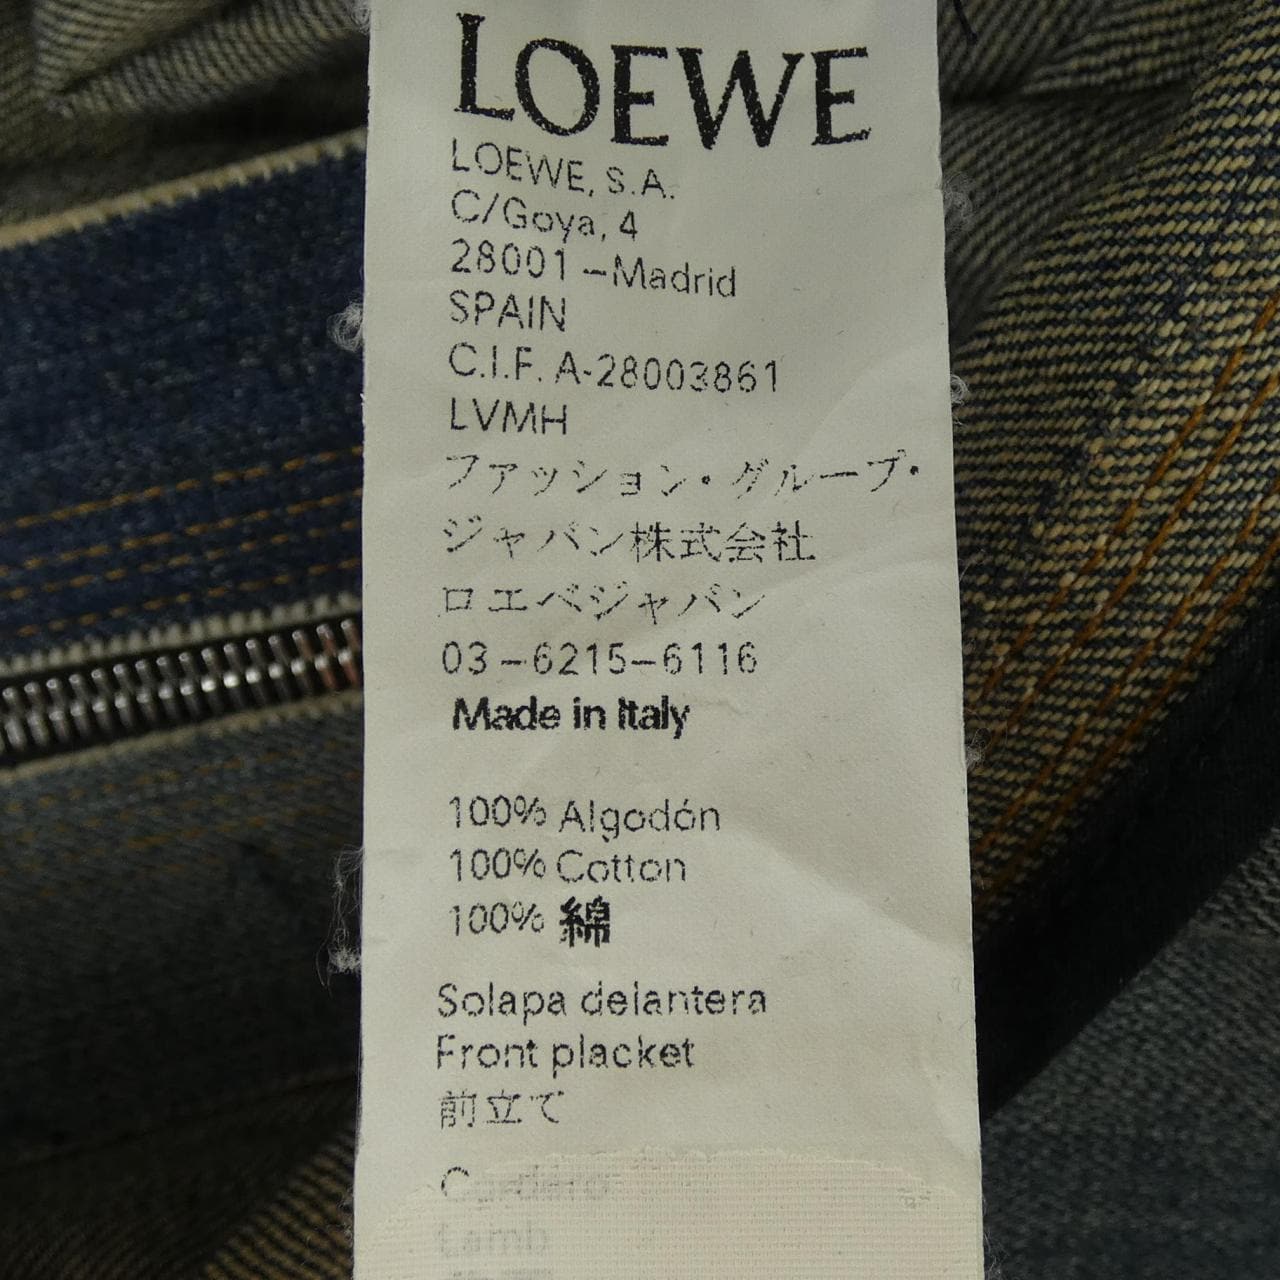 LOEWE
LOEWE, S.A.
C/Goya, 4
28001 –Madrid
SPAIN
C.I.F. A-28003861
LVMH
ファッション・グループ・
ジャパン株式会社
ロエベジャパン
03–6215–6116
Made in Italy
100% Algodón
100% Cotton
100% 綿
Solapa delantera
Front placket
前立て
Cordero
Lamb